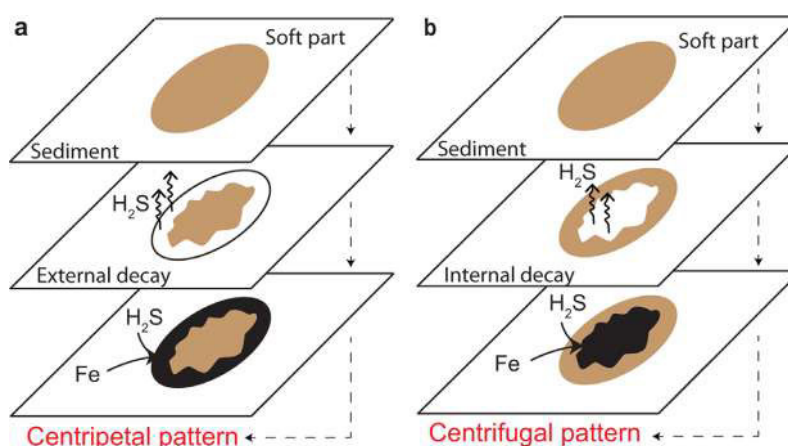 a
Soft part
Sediment
H₂S
External decay
H₂S
Fe
Centripetal pattern
b
Soft part
Sediment
H₂S
Internal decay
H₂S
Fe
Centrifugal pattern